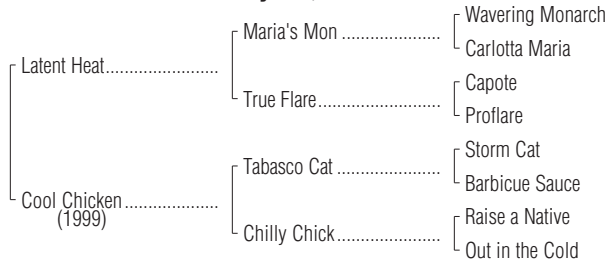 Wavering Monarch
Maria's Mon ....................
Carlotta Maria
Latent Heat.......................
Capote
True Flare.........................
Proflare
Storm Cat
Tabasco Cat .....................
Barbicue Sauce
Cool Chicken ...................
(1999)
Raise a Native
Chilly Chick.....................
Out in the Cold